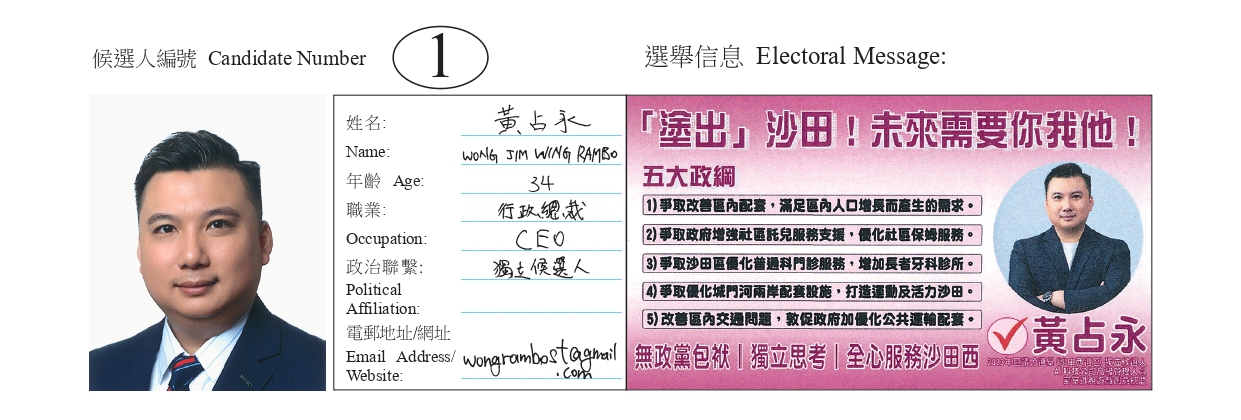 候選人編號 Candidate Number 1
選舉信息 Electoral Message:
姓名: 黃占永
Name: WONG JIM WING RAMBO
年齡 Age: 34
職業: 行政總裁
Occupation: CEO
政治聯繫: 獨立候選人
Political
Affiliation:
電郵地址/網址
Email Address/ wongrambost@gmail
Website: .com
「塗出」沙田！未來需要你我他！
五大政綱
1) 爭取改善區內配套，滿足區內人口增長而產生的需求。
2) 爭取政府增強社區託兒服務支援，優化社區保姆服務。
3) 爭取沙田區優化普通科門診服務，增加長者牙科診所。
4) 爭取優化城門河兩岸配套設施，打造運動及活力沙田。
5) 改善區內交通問題，敦促政府加優化公共運輸配套。
無政黨包袱｜獨立思考｜全心服務沙田西
黃占永